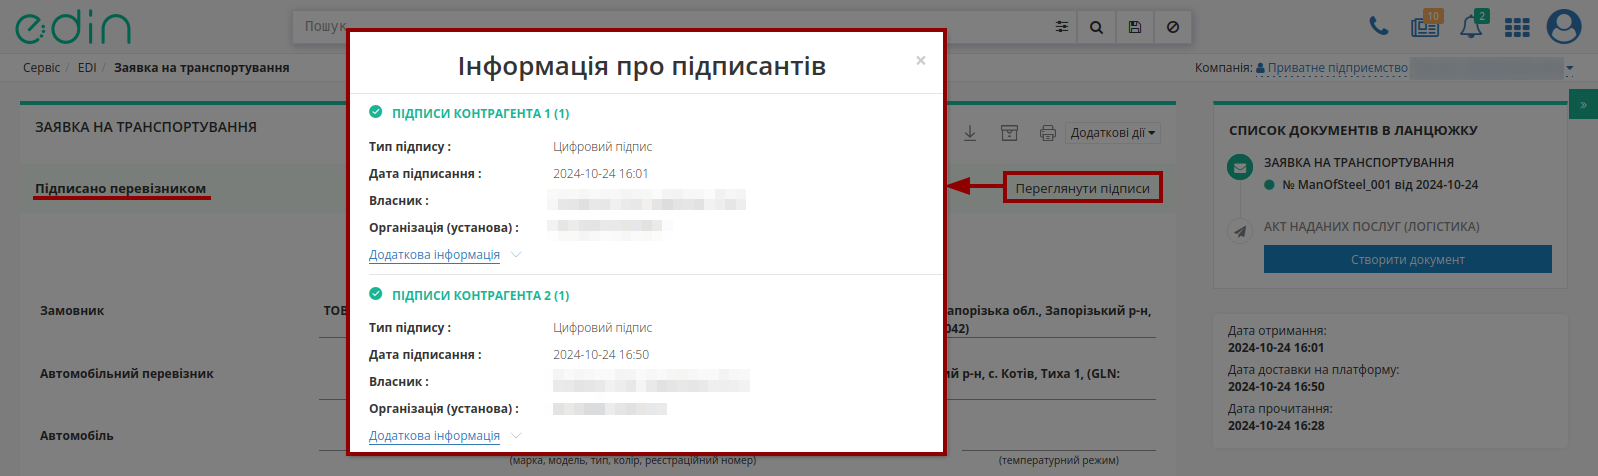 edin
Пошук
10
2
Сервіс / EDI / Заявка на транспортування
Компанія: Приватне підприємство
ЗАЯВКА НА ТРАНСПОРТУВАННЯ
Додаткові дії
Підписано перевізником
Переглянути підписи
Інформація про підписантів
×
ПІДПИСИ КОНТРАГЕНТА 1 (1)
Тип підпису : Цифровий підпис
Дата підписання : 2024-10-24 16:01
Власник :
Організація (установа) :
Додаткова інформація
ПІДПИСИ КОНТРАГЕНТА 2 (1)
Тип підпису : Цифровий підпис
Дата підписання : 2024-10-24 16:50
Власник :
Організація (установа) :
Додаткова інформація
Замовник
ТОВ
апорізька обл., Запорізький р-н,
042)
Автомобільний перевізник
ий р-н, с. Котів, Тиха 1, (GLN:
Автомобіль
(марка, модель, тип, колір, реєстраційний номер)
(температурний режим)
»
СПИСОК ДОКУМЕНТІВ В ЛАНЦЮЖКУ
ЗАЯВКА НА ТРАНСПОРТУВАННЯ
№ ManOfSteel_001 від 2024-10-24
АКТ НАДАНИХ ПОСЛУГ (ЛОГІСТИКА)
Створити документ
Дата отримання:
2024-10-24 16:01
Дата доставки на платформу:
2024-10-24 16:50
Дата прочитання:
2024-10-24 16:28